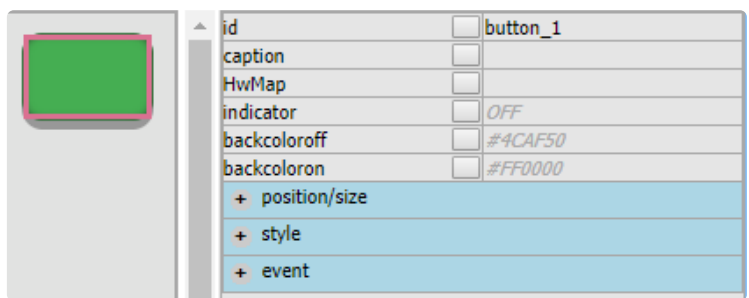 id button_1
caption
HwMap
indicator OFF
backcoloroff #4CAF50
backcoloron #FF0000
+ position/size
+ style
+ event